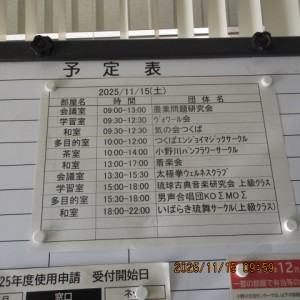 予定表
2025/11/15(土)
部屋名 時間 団体名
会議室 09:00-13:00 農業問題研究会
学習室 09:30-12:30 ヴォワール会
和室 09:30-12:30 気の会つくば
多目的室 10:00-12:00 つくばエンジョイマジックサークル
茶室 10:00-14:00 小野川ハンプラワーサークル
和室 13:00-17:00 箏楽会
会議室 13:30-15:30 太極拳ウェルネスクラブ
学習室 15:00-18:00 琉球古典音楽研究会 上級クラス
多目的室 15:00-18:00 男声合唱団KOΣMOΣ
和室 18:00-22:00 いばらき琉舞サークル(上級クラス)
25年度使用申請 受付開始日
窓口
12月
2025/11/15 09:59